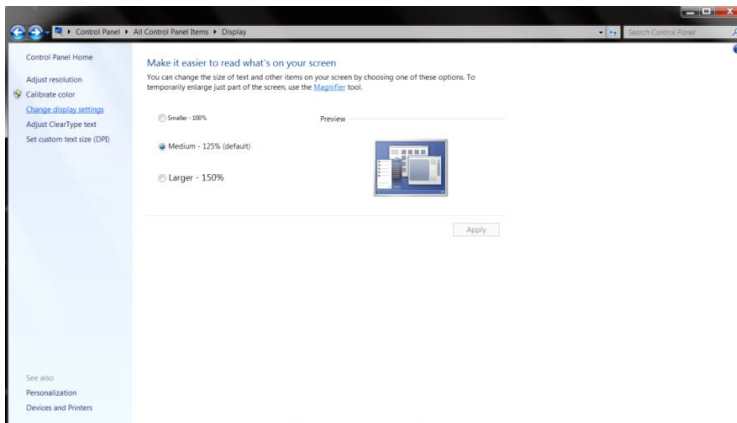 Control Panel ▸ All Control Panel Items ▸ Display
Search Control Panel
Control Panel Home
Adjust resolution
Calibrate color
Change display settings
Adjust ClearType text
Set custom text size (DPI)
See also
Personalization
Devices and Printers
Make it easier to read what's on your screen
You can change the size of text and other items on your screen by choosing one of these options. To
temporarily enlarge just part of the screen, use the Magnifier tool.
Smaller - 100%
Preview
Medium - 125% (default)
Larger - 150%
Apply